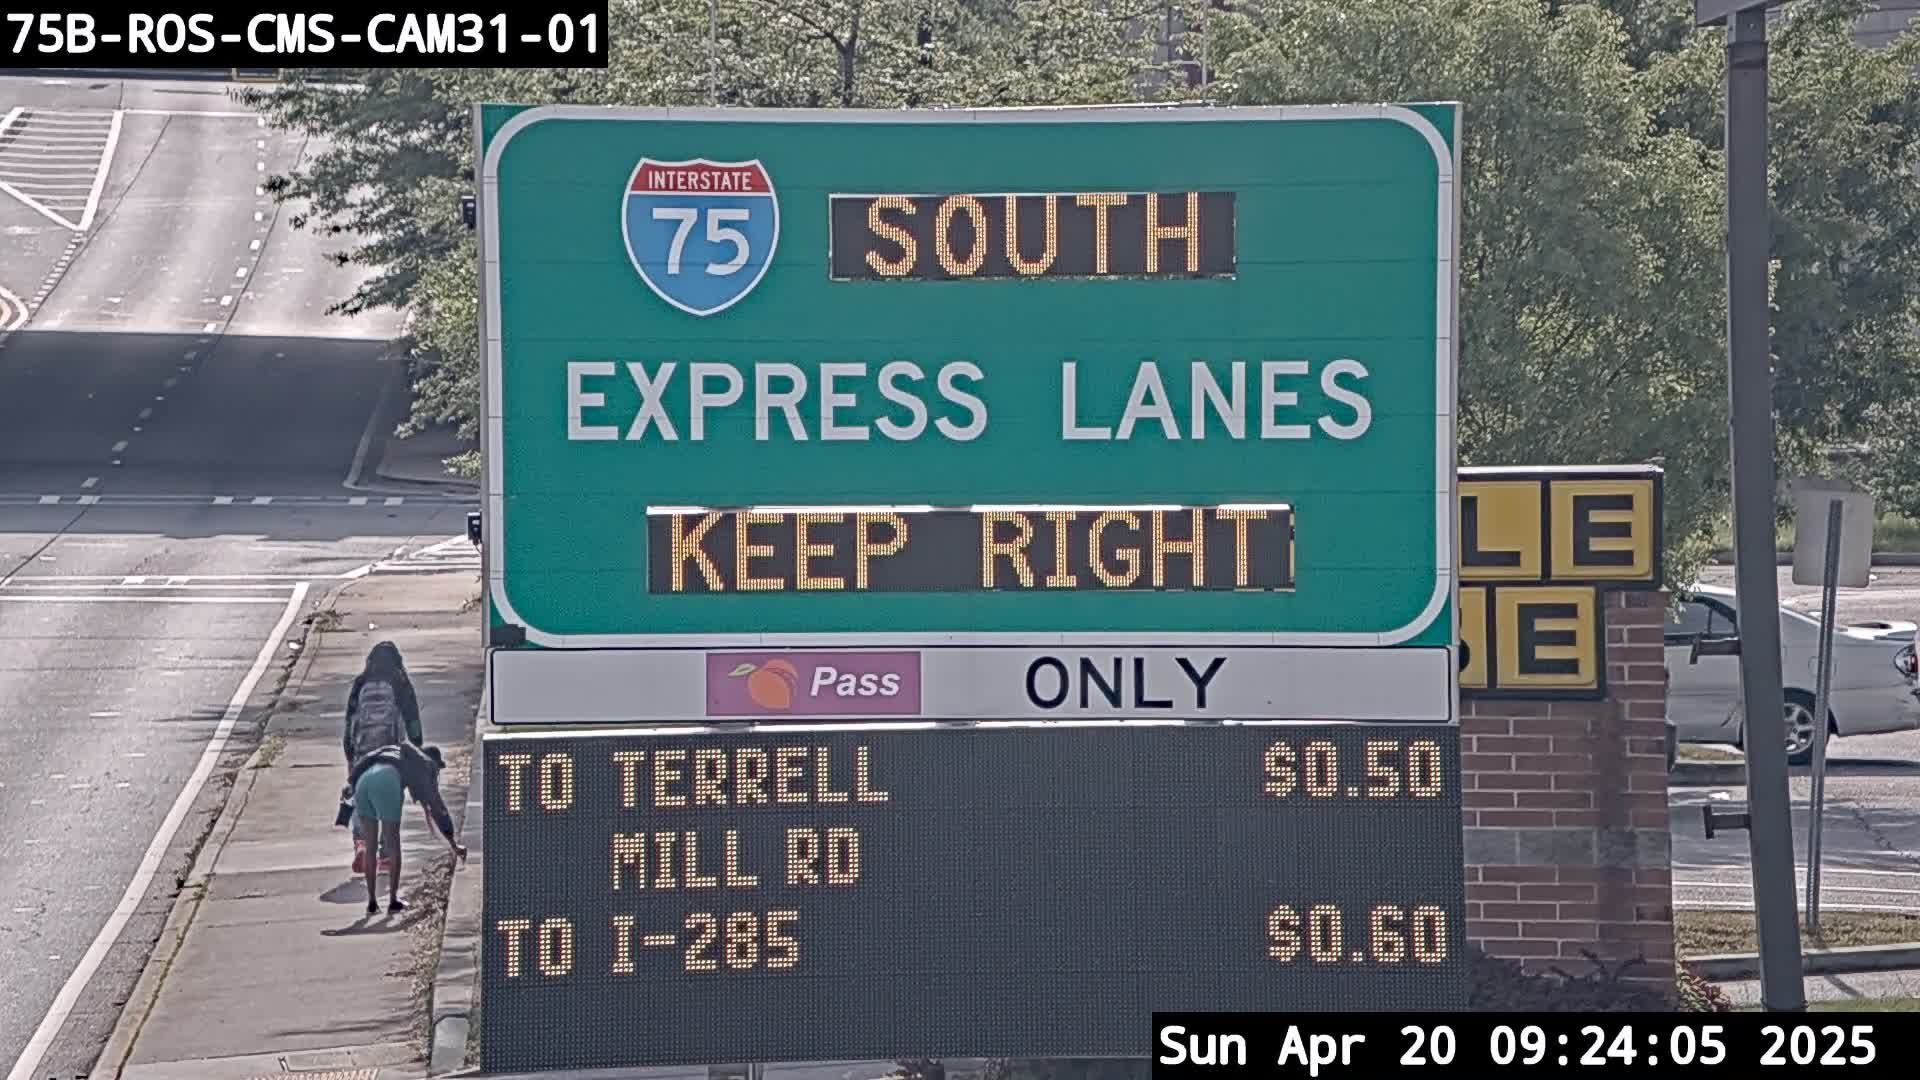 75B-ROS-CMS-CAM31-01
INTERSTATE
75
SOUTH
EXPRESS LANES
KEEP RIGHT
Pass ONLY
TO TERRELL $0.50
MILL RD
TO I-285 $0.60
LE
E
Sun Apr 20 09:24:05 2025